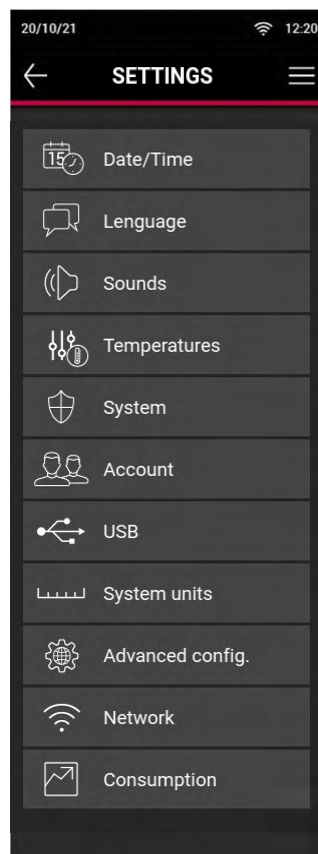 20/10/21 12:20
SETTINGS
15 Date/Time
Lenguage
Sounds
Temperatures
System
Account
USB
System units
Advanced config.
Network
Consumption